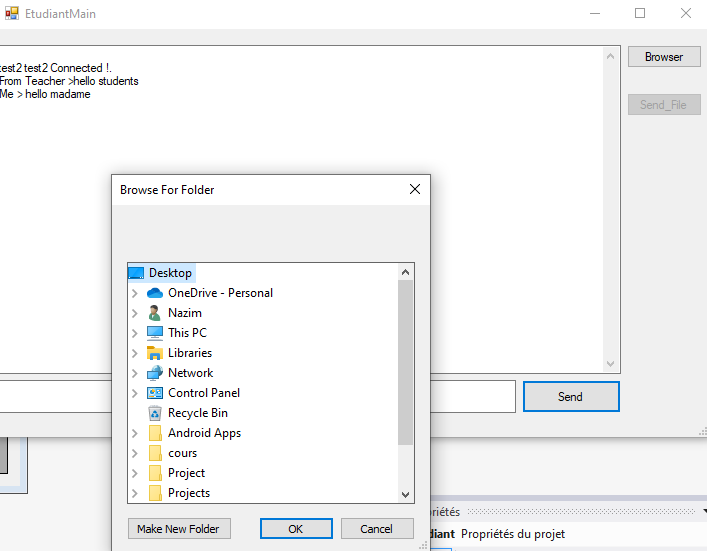 EtudiantMain
test2 test2 Connected !.
From Teacher >hello students
Me > hello madame
Browser
Send_File
Browse For Folder
Desktop
OneDrive - Personal
Nazim
This PC
Libraries
Network
Control Panel
Recycle Bin
Android Apps
cours
Project
Projects
Make New Folder
OK
Cancel
Send
priétés
diant Propriétés du projet